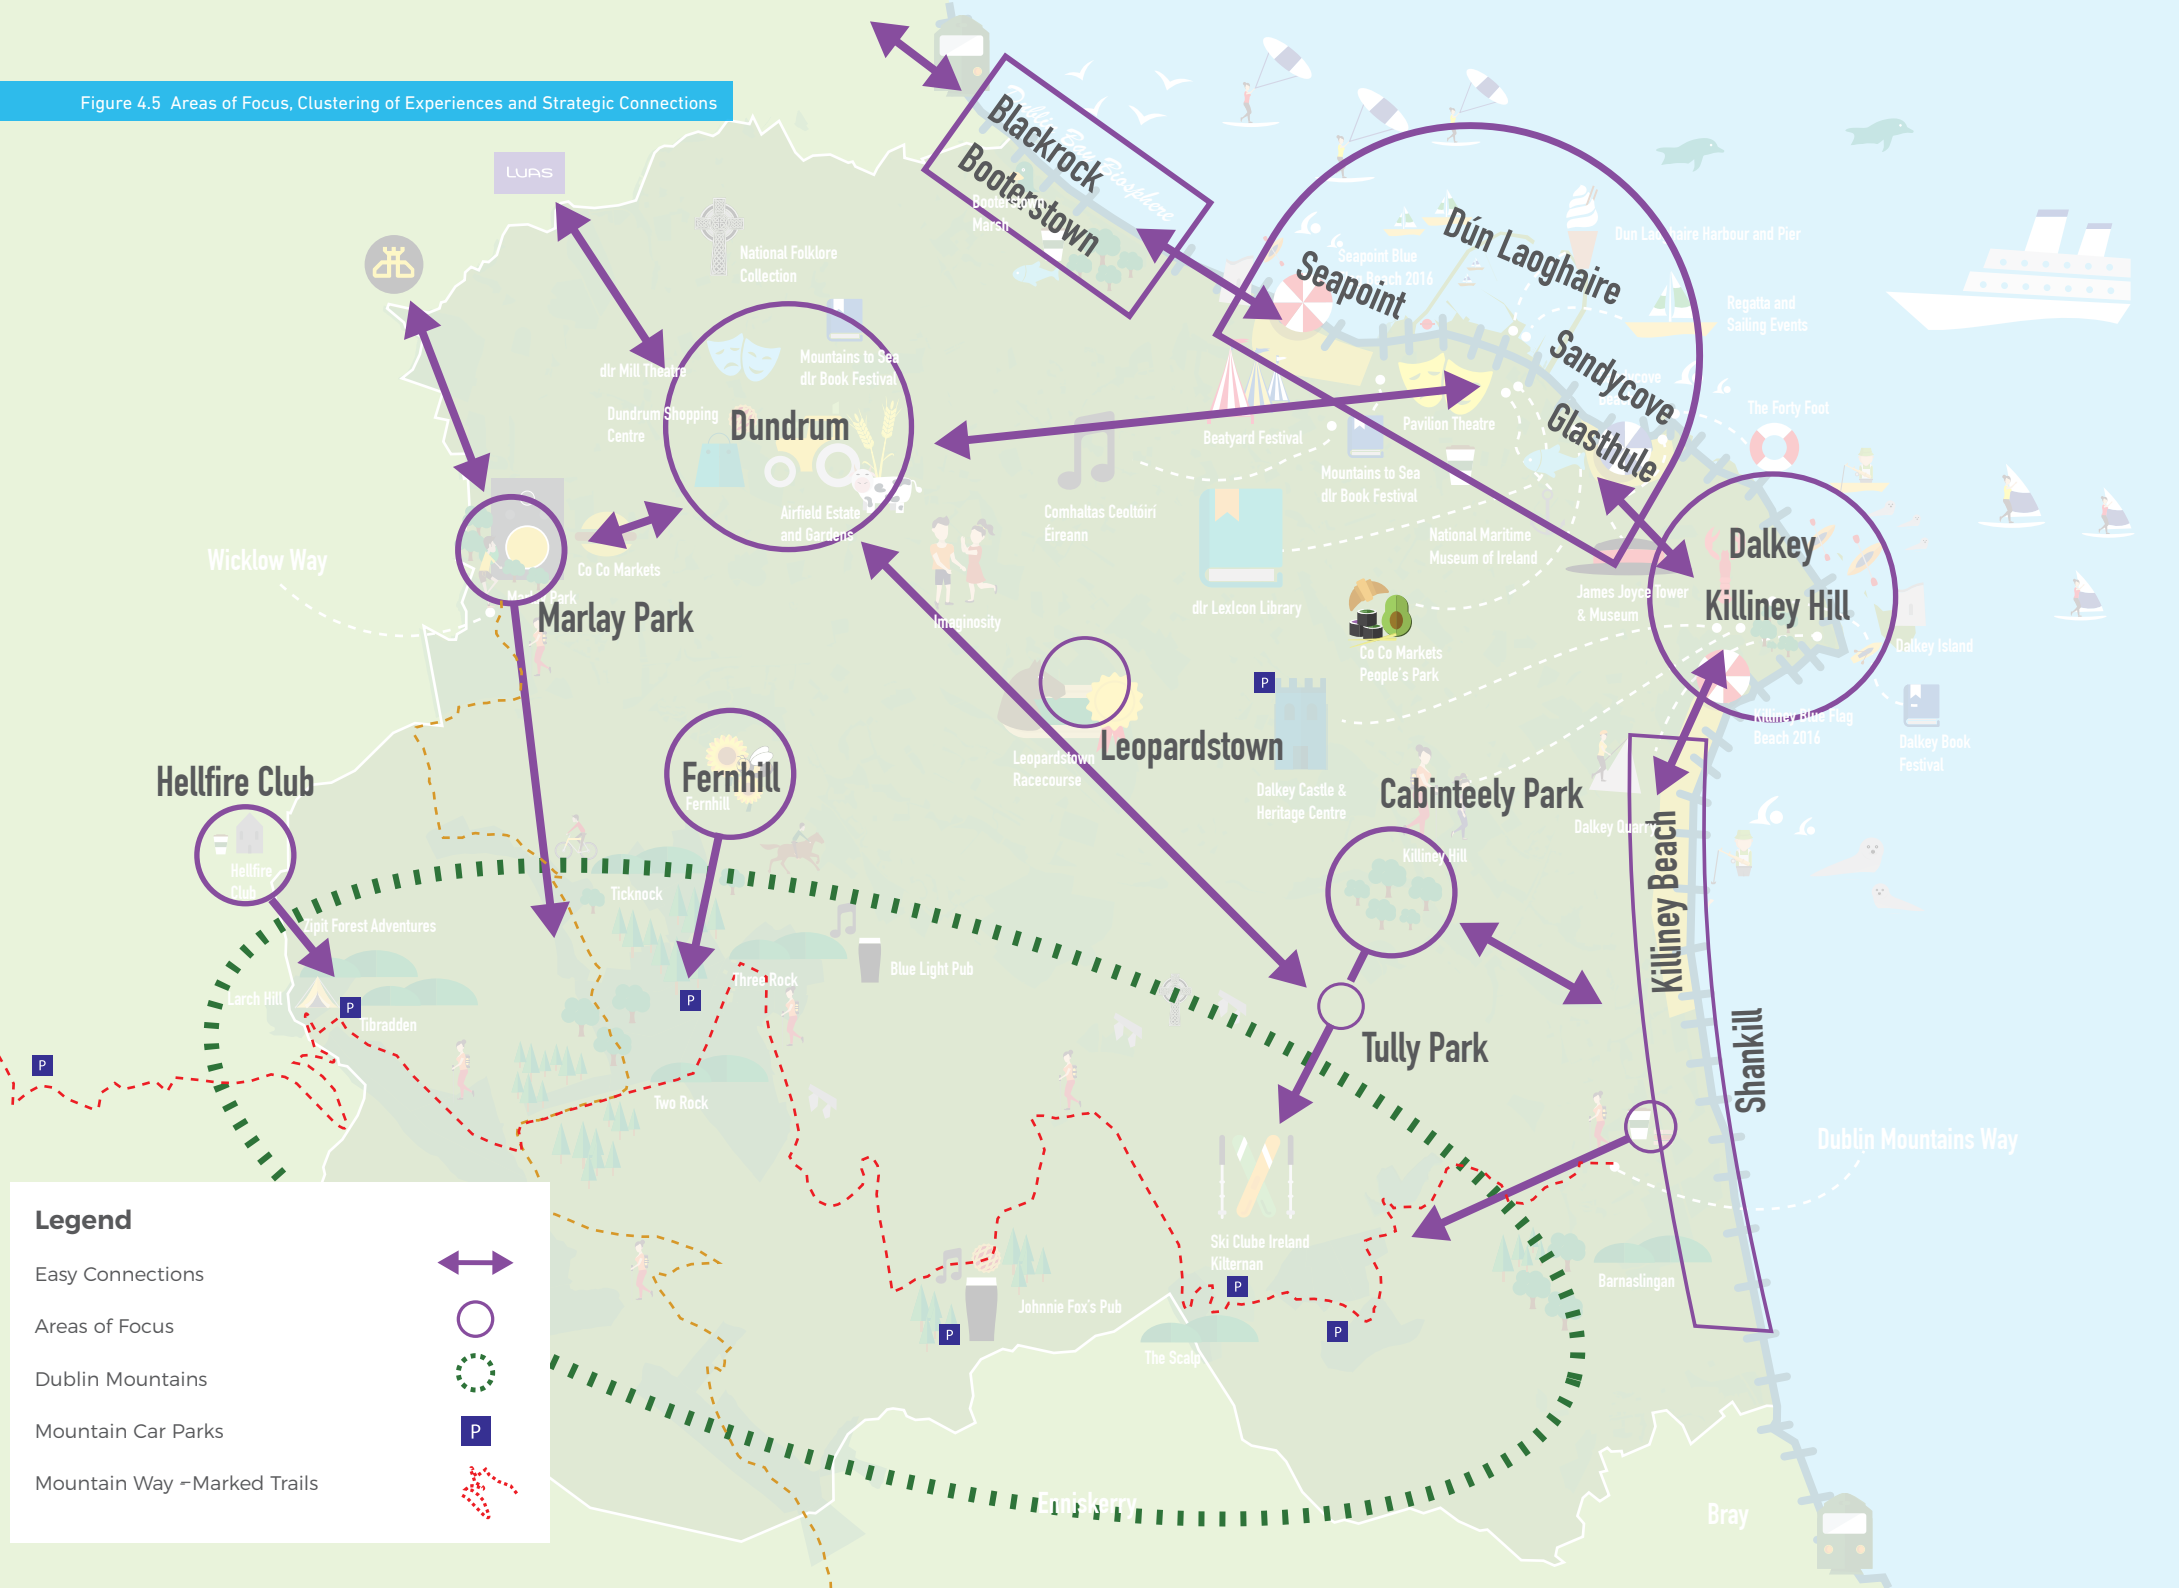 Figure 4.5 Areas of Focus, Clustering of Experiences and Strategic Connections
LUAS
Dublin Bay Biosphere
Blackrock
Booterstown
Booterstown
Marsh
National Folklore
Collection
Dún Laoghaire
Dun Laoghaire Harbour and Pier
Seapoint
Seapoint Blue
Beach 2016
Regatta and
Sailing Events
Mountains to Sea
dlr Book Festival
dlr Mill Theatre
Dundrum Shopping
Centre
Dundrum
Sandycove
Glasthule
The Forty Foot
Beatyard Festival
Pavilion Theatre
Mountains to Sea
dlr Book Festival
Airfield Estate
and Gardens
Comhaltas Ceoltóirí
Éireann
National Maritime
Museum of Ireland
Dalkey
Killiney Hill
Wicklow Way
Co Co Markets
Marlay Park
Marlay Park
Imaginosity
dlr LexIcon Library
James Joyce Tower
& Museum
Co Co Markets
People's Park
Dalkey Island
P
Killiney Blue Flag
Beach 2016
Dalkey Book
Festival
Leopardstown
Leopardstown
Racecourse
Hellfire Club
Hellfire
Club
Fernhill
Fernhill
Dalkey Castle &
Heritage Centre
Cabinteely Park
Dalkey Quarry
Killiney Hill
Killiney Beach
Shankill
Ticknock
Zipit Forest Adventures
Three Rock
Blue Light Pub
Larch Hill
P
Tibradden
P
P
Tully Park
Two Rock
Dublin Mountains Way
Ski Clube Ireland
Kilternan
Barnaslingan
P
Johnnie Fox's Pub
P
P
The Scalp
Enniskerry
Bray
Legend
Easy Connections
Areas of Focus
Dublin Mountains
Mountain Car Parks
P
Mountain Way –Marked Trails